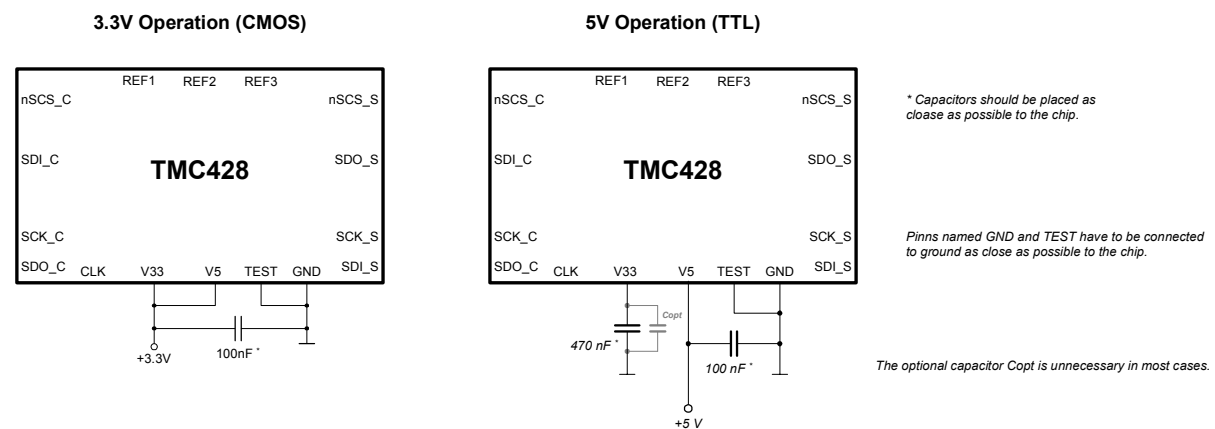 3.3V Operation (CMOS)
5V Operation (TTL)
REF1 REF2 REF3
nSCS_C nSCS_S
SDI_C SDO_S
TMC428
SCK_C SCK_S
SDO_C CLK V33 V5 TEST GND SDI_S
+3.3V
100nF *
REF1 REF2 REF3
nSCS_C nSCS_S
SDI_C SDO_S
TMC428
SCK_C SCK_S
SDO_C CLK V33 V5 TEST GND SDI_S
Copt
470 nF *
100 nF *
+5 V
* Capacitors should be placed as
cloase as possible to the chip.
Pinns named GND and TEST have to be connected
to ground as close as possible to the chip.
The optional capacitor Copt is unnecessary in most cases.